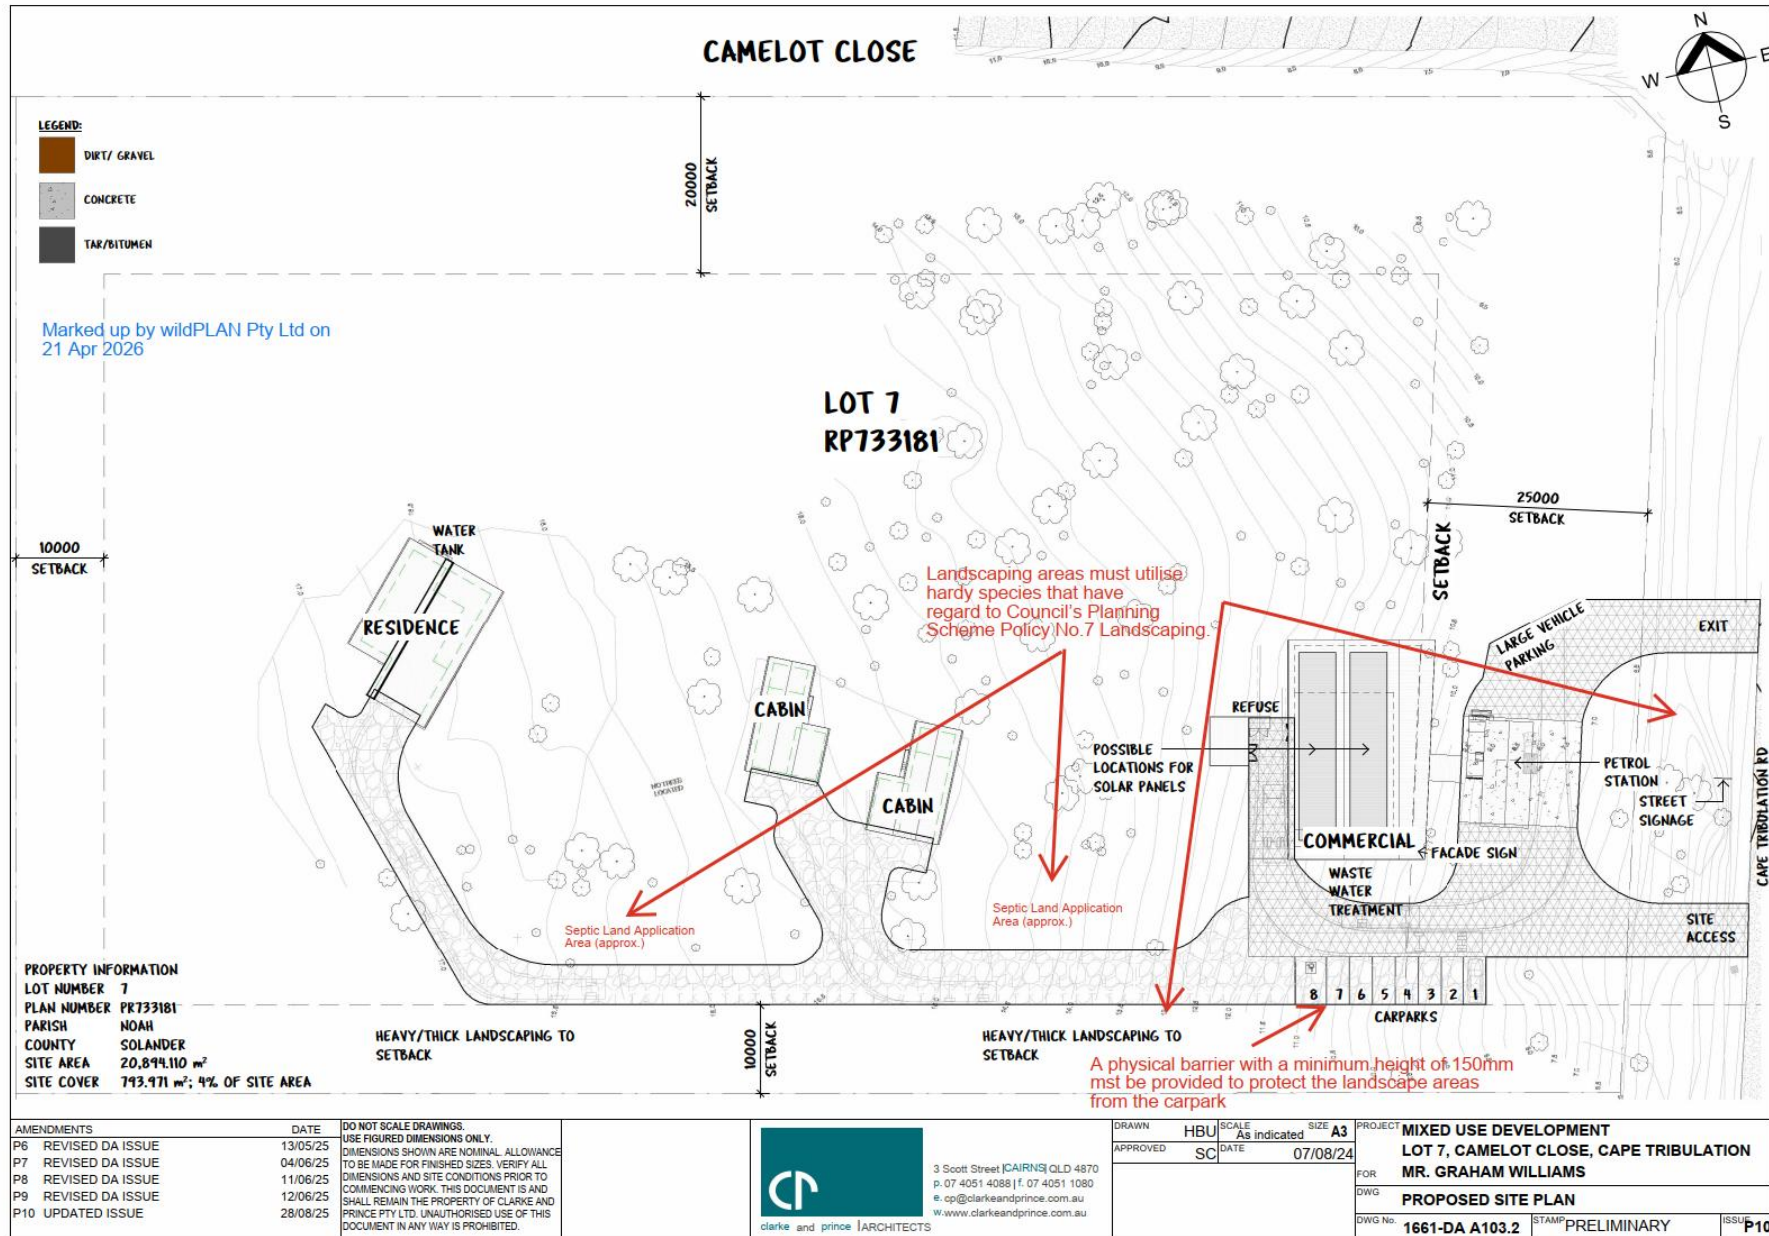 CAMELOT CLOSE
N
W
E
S
LEGEND:
DIRT/ GRAVEL
CONCRETE
TAR/BITUMEN
20000
SETBACK
Marked up by wildPLAN Pty Ltd on
21 Apr 2026
LOT 7
RP733181
25000
SETBACK
SETBACK
10000
SETBACK
WATER
TANK
RESIDENCE
Landscaping areas must utilise
hardy species that have
regard to Council's Planning
Scheme Policy No.7 Landscaping.
LARGE VEHICLE
PARKING
EXIT
CABIN
CABIN
REFUSE
POSSIBLE
LOCATIONS FOR
SOLAR PANELS
PETROL
STATION
STREET
SIGNAGE
CAPE TRIBULATION RD
COMMERCIAL
FACADE SIGN
WASTE
WATER
TREATMENT
Septic Land Application
Area (approx.)
Septic Land Application
Area (approx.)
SITE
ACCESS
8 7 6 5 4 3 2 1
CARPARKS
PROPERTY INFORMATION
LOT NUMBER 7
PLAN NUMBER PR733181
PARISH NOAH
COUNTY SOLANDER
SITE AREA 20,894.110 m²
SITE COVER 793.971 m²; 4% OF SITE AREA
HEAVY/THICK LANDSCAPING TO
SETBACK
10000
SETBACK
HEAVY/THICK LANDSCAPING TO
SETBACK
A physical barrier with a minimum height of 150mm
mst be provided to protect the landscape areas
from the carpark
AMENDMENTS DATE
P6 REVISED DA ISSUE 13/05/25
P7 REVISED DA ISSUE 04/06/25
P8 REVISED DA ISSUE 11/06/25
P9 REVISED DA ISSUE 12/06/25
P10 UPDATED ISSUE 28/08/25
DO NOT SCALE DRAWINGS.
USE FIGURED DIMENSIONS ONLY.
DIMENSIONS SHOWN ARE NOMINAL. ALLOWANCE
TO BE MADE FOR FINISHED SIZES. VERIFY ALL
DIMENSIONS AND SITE CONDITIONS PRIOR TO
COMMENCING WORK. THIS DOCUMENT IS AND
SHALL REMAIN THE PROPERTY OF CLARKE AND
PRINCE PTY LTD. UNAUTHORISED USE OF THIS
DOCUMENT IN ANY WAY IS PROHIBITED.
clarke and prince | ARCHITECTS
3 Scott Street |CAIRNS| QLD 4870
p. 07 4051 4088 | f. 07 4051 1080
e. cp@clarkeandprince.com.au
w.www.clarkeandprince.com.au
DRAWN HBU
SCALE As indicated
SIZE A3
APPROVED SC
DATE 07/08/24
PROJECT MIXED USE DEVELOPMENT
LOT 7, CAMELOT CLOSE, CAPE TRIBULATION
FOR MR. GRAHAM WILLIAMS
DWG PROPOSED SITE PLAN
DWG No. 1661-DA A103.2
STAMP PRELIMINARY
ISSUE P10